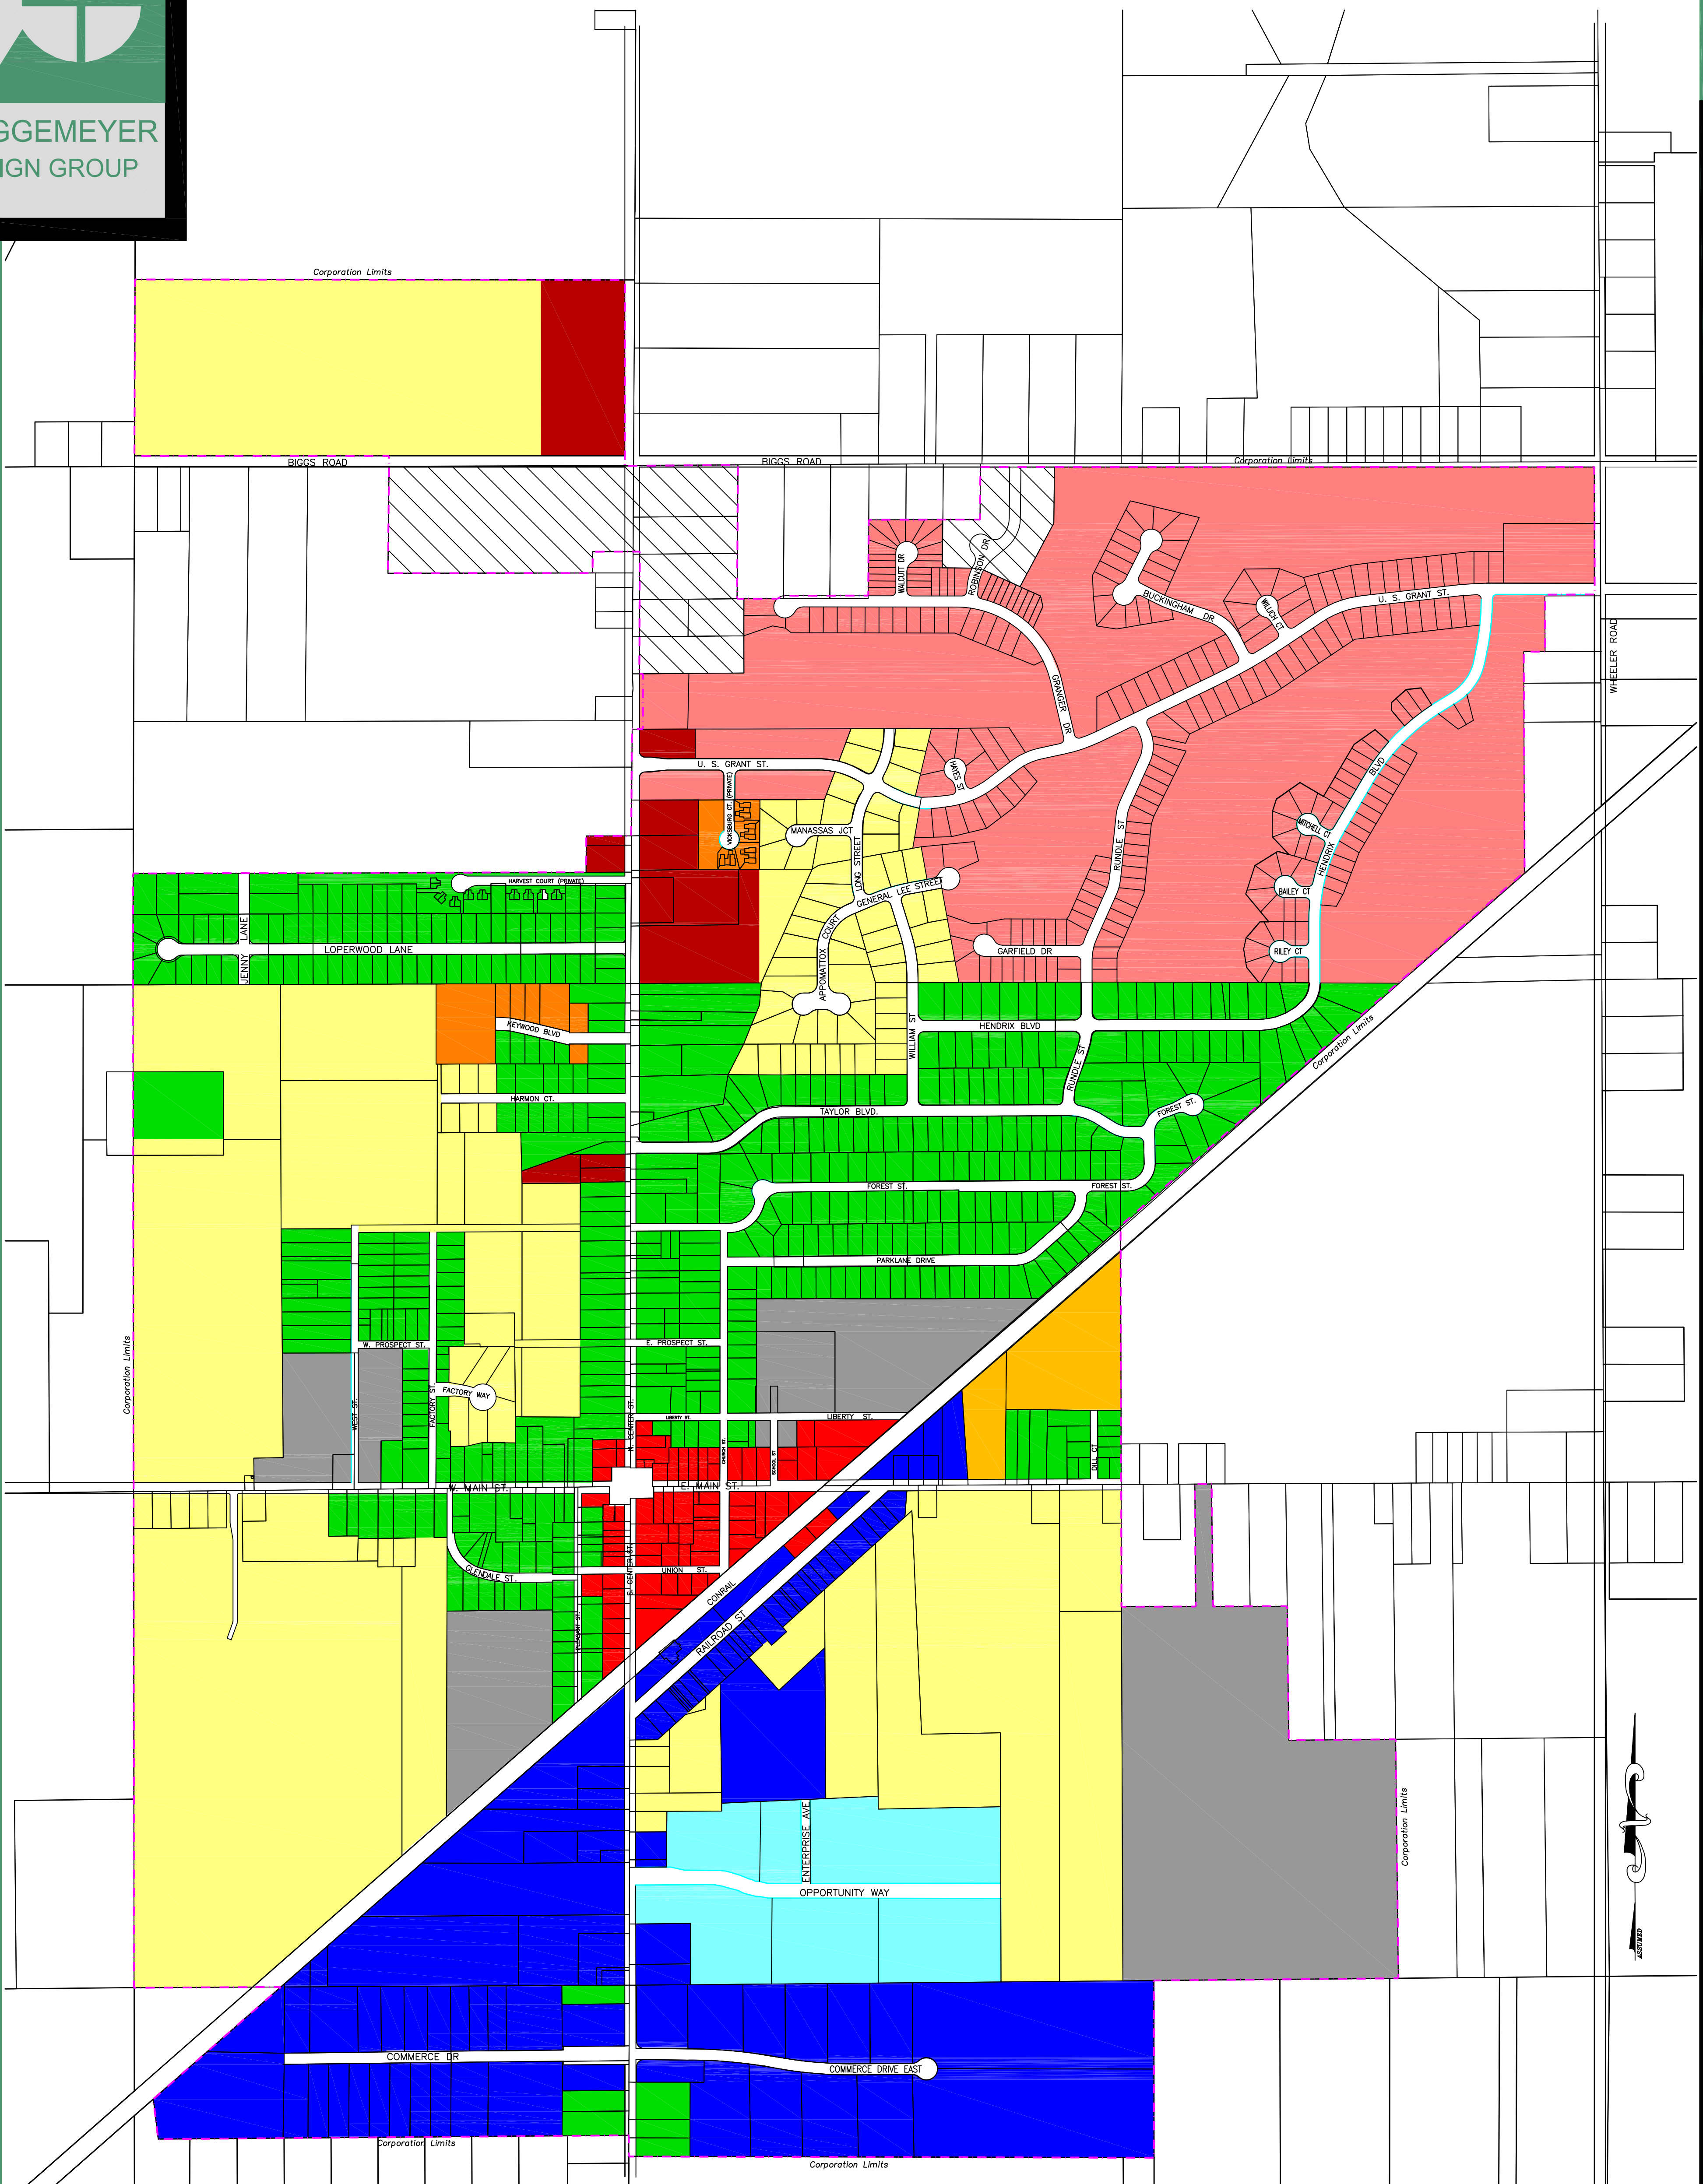 GGEMEYER
IGN GROUP
Corporation Limits
BIGGS ROAD
BIGGS ROAD
Corporation Limits
WALCUTT DR
ROBINSON DR
BUCKINGHAM DR
WILLICH CT
U. S. GRANT ST.
WHEELER ROAD
GRANGER DR
HAYES ST
U. S. GRANT ST.
VICKSBURG CT. (PRIVATE)
MANASSAS JCT
LONG STREET
GENERAL LEE STREET
APPOMATTOX COURT
RUNDLE ST
HENDRIX BLVD
MITCHELL CT
BAILEY CT
RILEY CT
GARFIELD DR
HARVEST COURT (PRIVATE)
JENNY LANE
LOPERWOOD LANE
KEYWOOD BLVD
HARMON CT.
WILLIAM ST
HENDRIX BLVD
RUNDLE ST
Corporation Limits
TAYLOR BLVD.
FOREST ST.
FOREST ST.
FOREST ST.
PARKLANE DRIVE
Corporation Limits
W. PROSPECT ST.
E. PROSPECT ST.
FACTORY WAY
FACTORY ST.
WEST ST.
N. CENTER ST.
LIBERTY ST.
LIBERTY ST.
CHURCH ST.
SCHOOL ST
DILL CT
W. MAIN ST.
E. MAIN ST.
GLENDALE ST.
PLEASANT ST.
S. CENTER ST.
UNION ST.
CONRAIL
RAILROAD ST
ENTERPRISE AVE
OPPORTUNITY WAY
Corporation Limits
ASSUMED
COMMERCE DR
COMMERCE DRIVE EAST
Corporation Limits
Corporation Limits